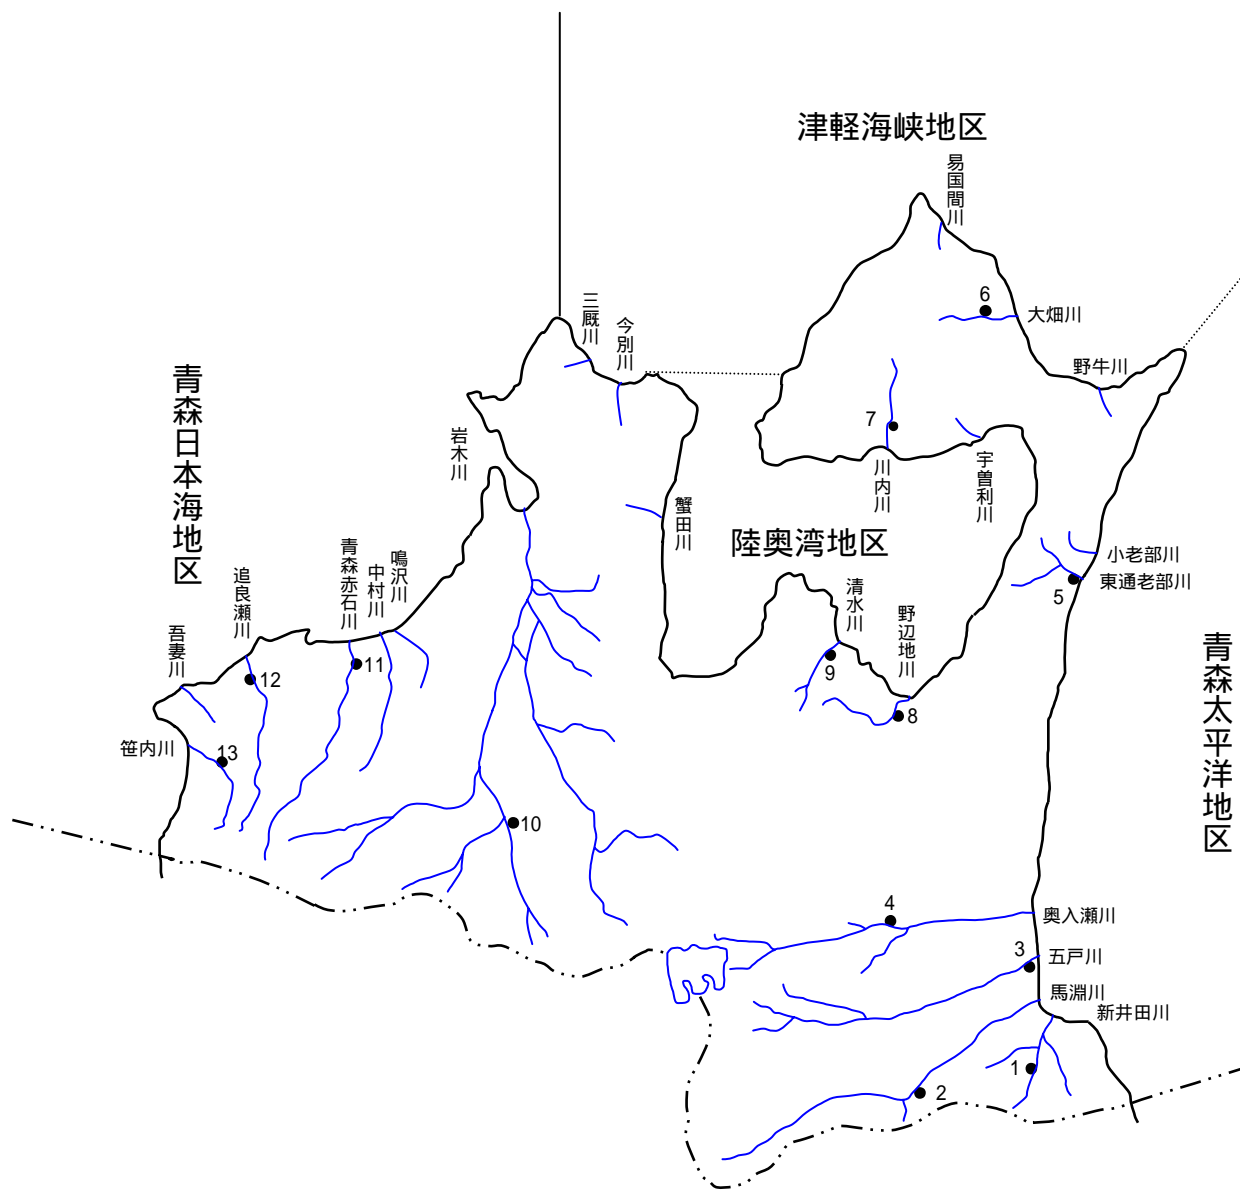 津軽海峡地区
易国間川
6
大畑川
野牛川
三厩川
今別川
青森日本海地区
岩木川
7
川内川
宇曽利川
蟹田川
陸奥湾地区
小老部川
東通老部川
5
清水川
野辺地川
9
8
青森太平洋地区
鳴沢川
中村川
青森赤石川
追良瀬川
吾妻川
11
12
笹内川
13
10
4
奥入瀬川
3
五戸川
馬淵川
新井田川
1
2